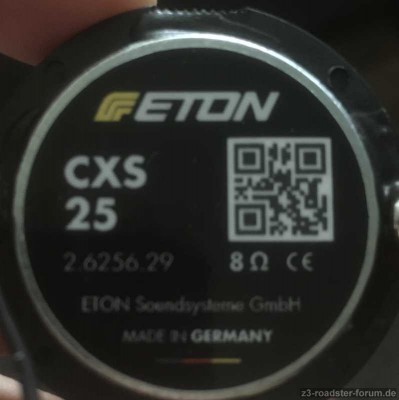 ETON
CXS
25
2.6256.29
8 Ω CE
ETON Soundsysteme GmbH
MADE IN GERMANY
z3-roadster-forum.de